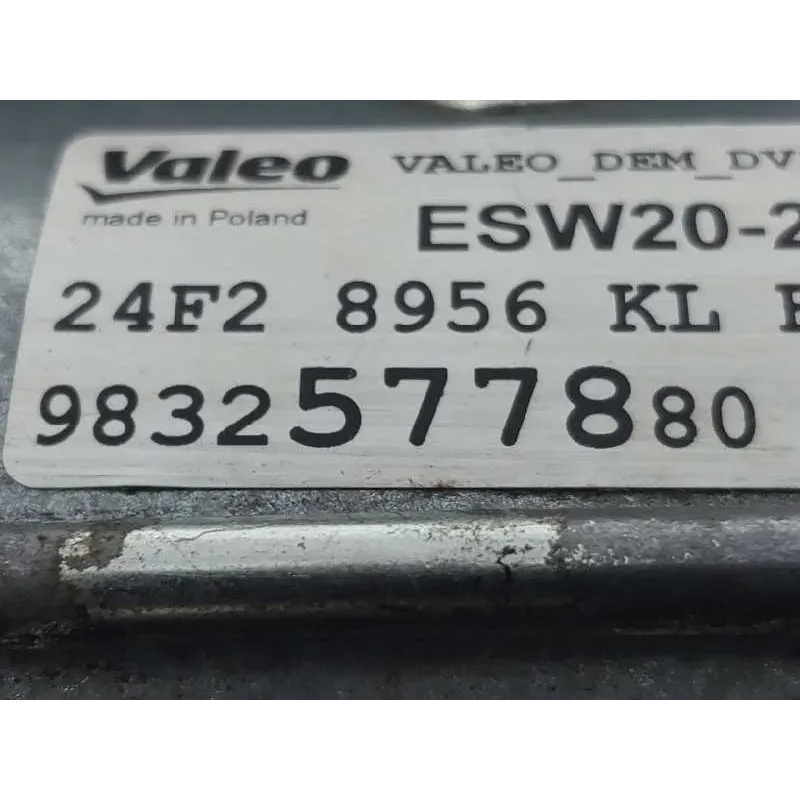 Valeo VALEO_DEM_DV
made in Poland ESW20-2
24F2 8956 KL
9832577880